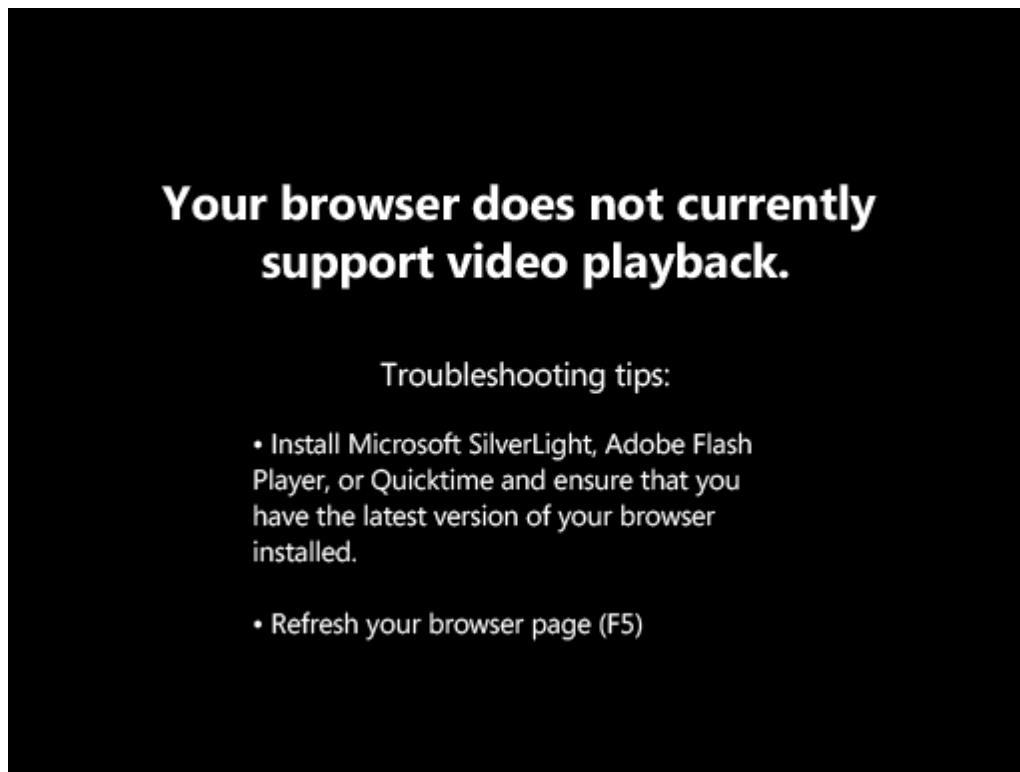 Your browser does not currently
support video playback.
Troubleshooting tips:
• Install Microsoft SilverLight, Adobe Flash
Player, or Quicktime and ensure that you
have the latest version of your browser
installed.
• Refresh your browser page (F5)